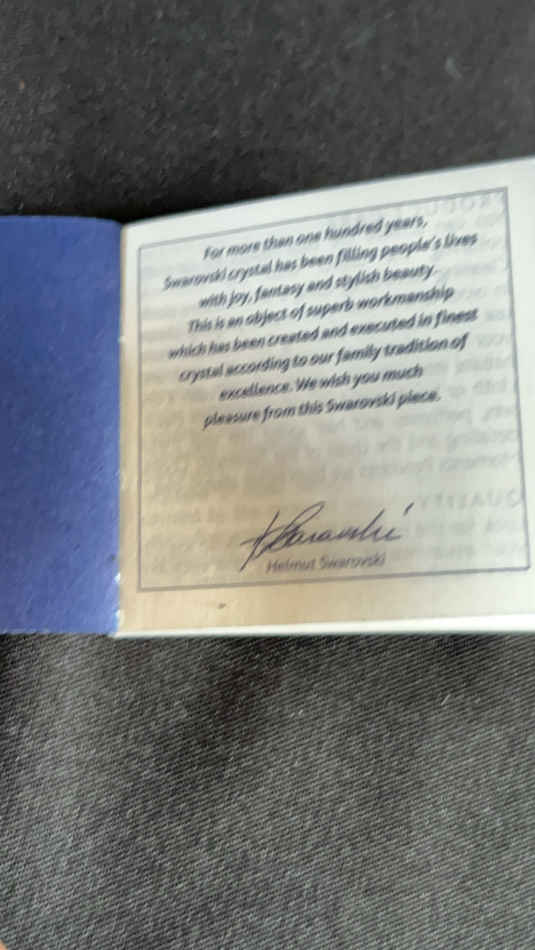 For more than one hundred years,
Swarovski crystal has been filling people's lives
with joy, fantasy and stylish beauty.
This is an object of superb workmanship
which has been created and executed in finest
crystal according to our family tradition of
excellence. We wish you much
pleasure from this Swarovski piece.
H Swarovski
Helmut Swarovski
QUALITY